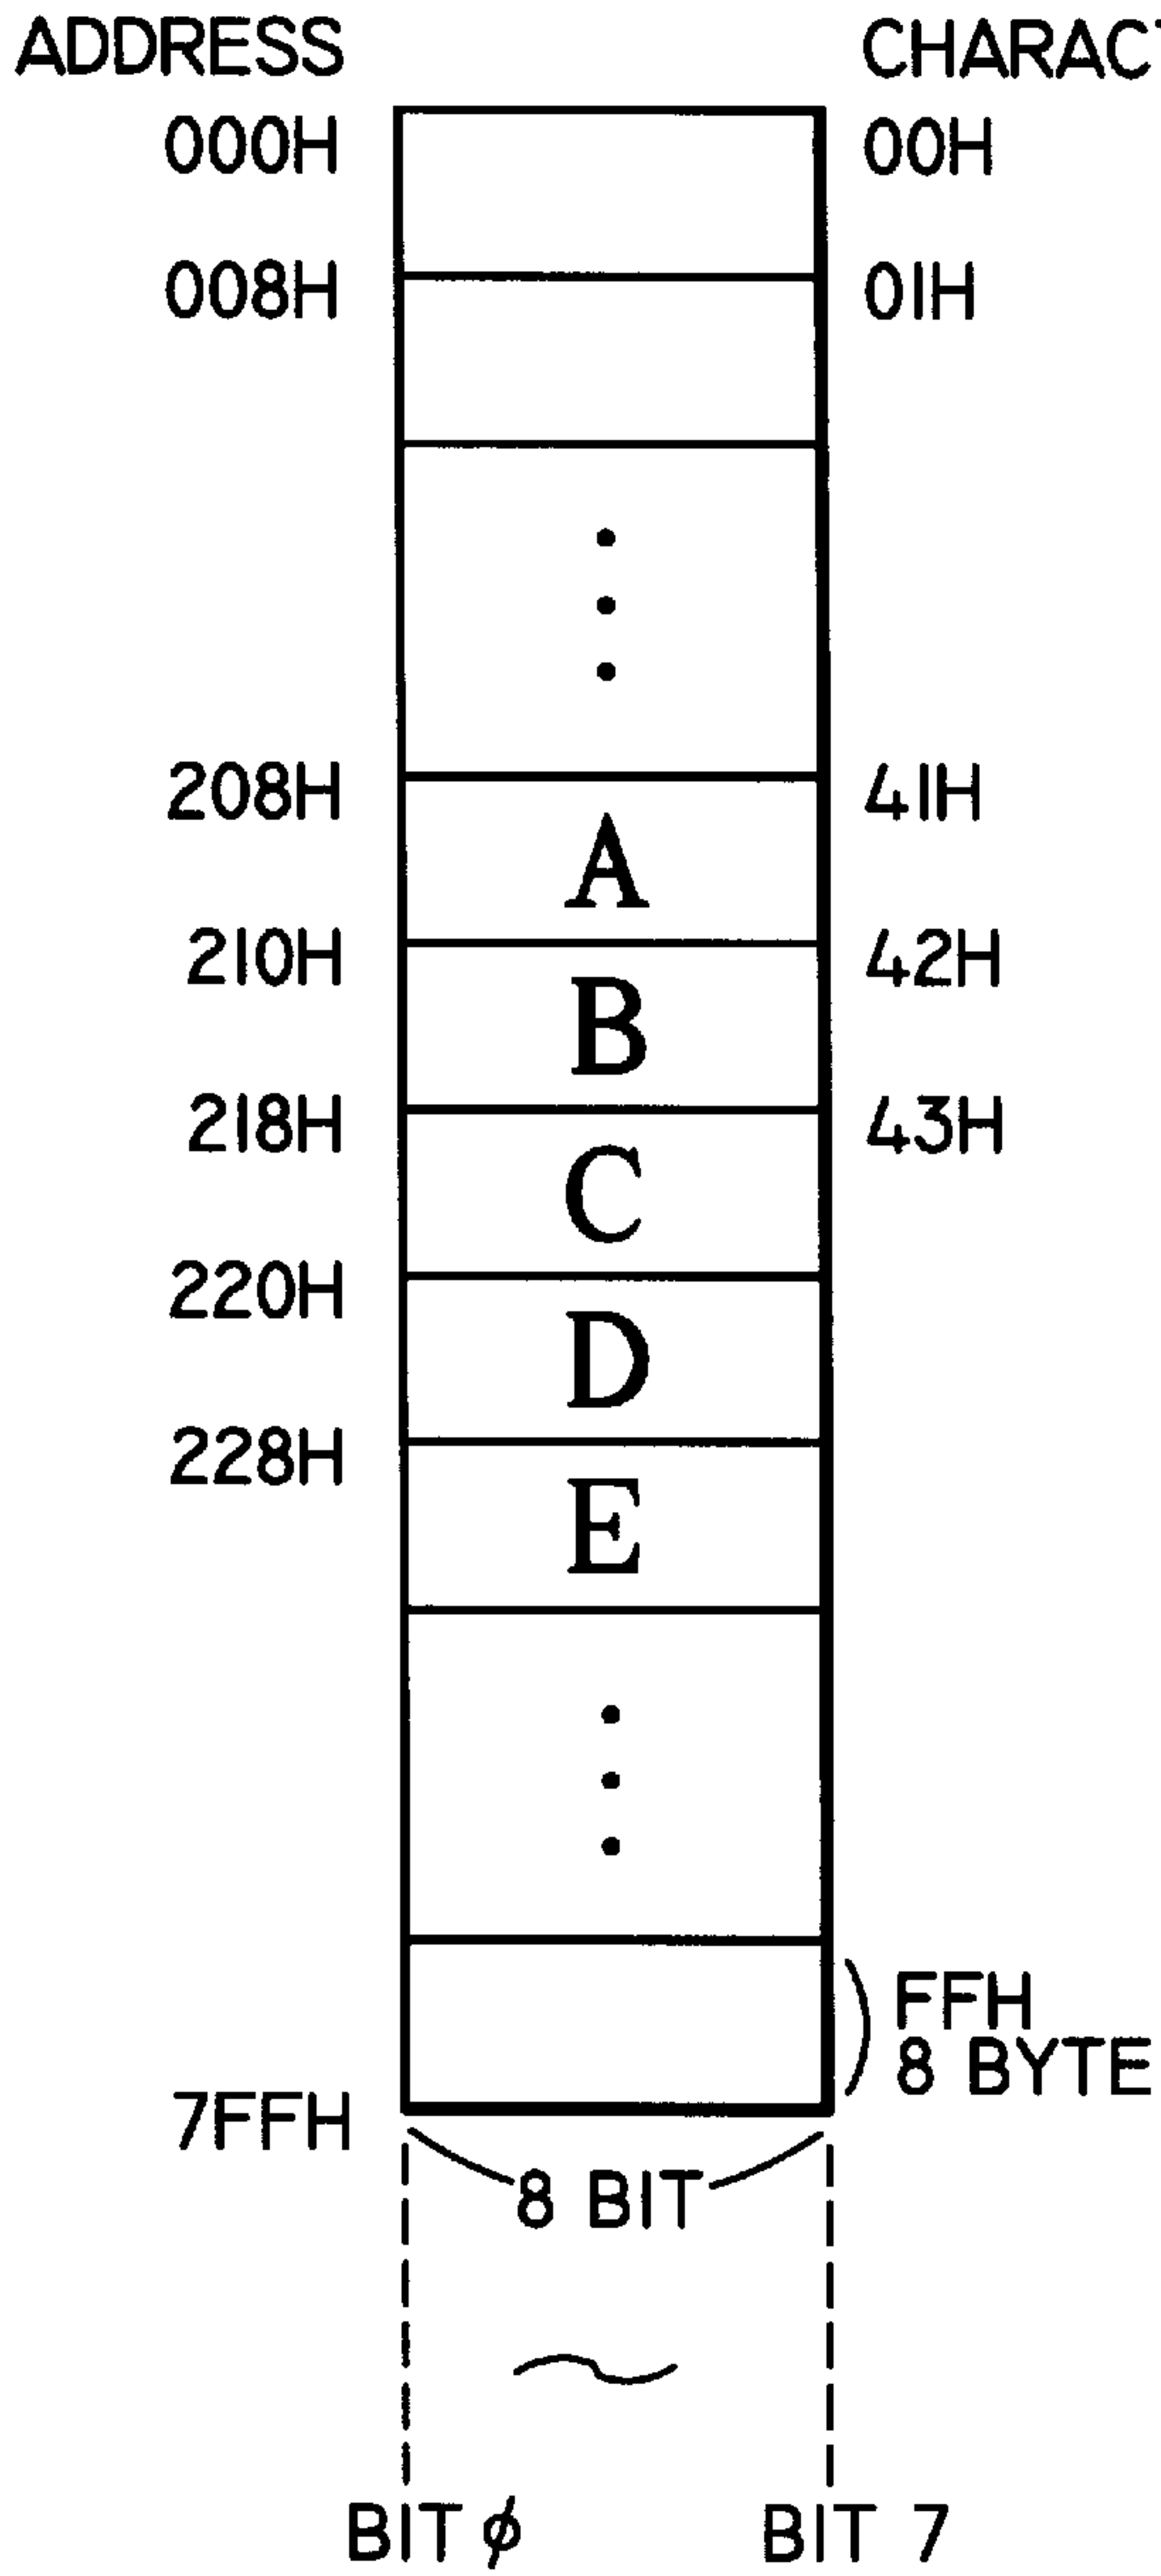 ADDRESS CHARACT
000H 00H
008H 01H
208H A 41H
210H B 42H
218H C 43H
220H D
228H E
FFH
8 BYTE
7FFH
8 BIT
BIT ϕ BIT 7